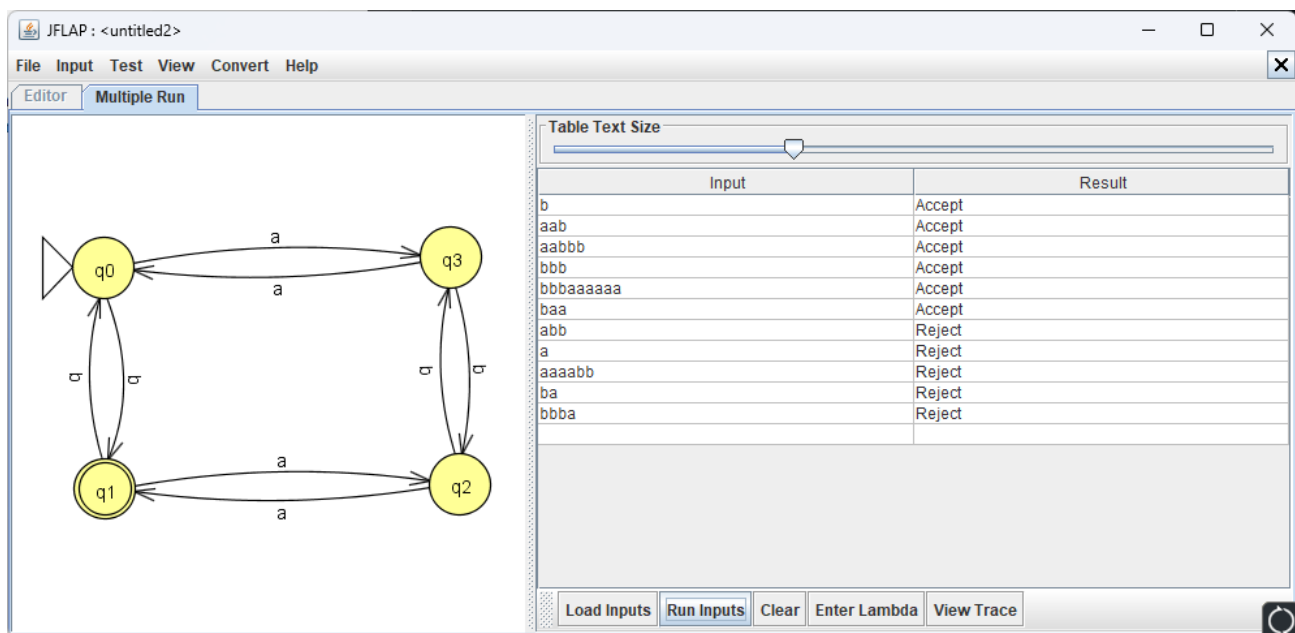 JFLAP : <untitled2>
File Input Test View Convert Help
Editor Multiple Run
Table Text Size
Input Result
b Accept
aab Accept
aabbb Accept
bbb Accept
bbbaaaaaa Accept
baa Accept
abb Reject
a Reject
aaaabb Reject
ba Reject
bbba Reject
a
q0 q3
a
b b b b
a
q1 q2
a
Load Inputs Run Inputs Clear Enter Lambda View Trace